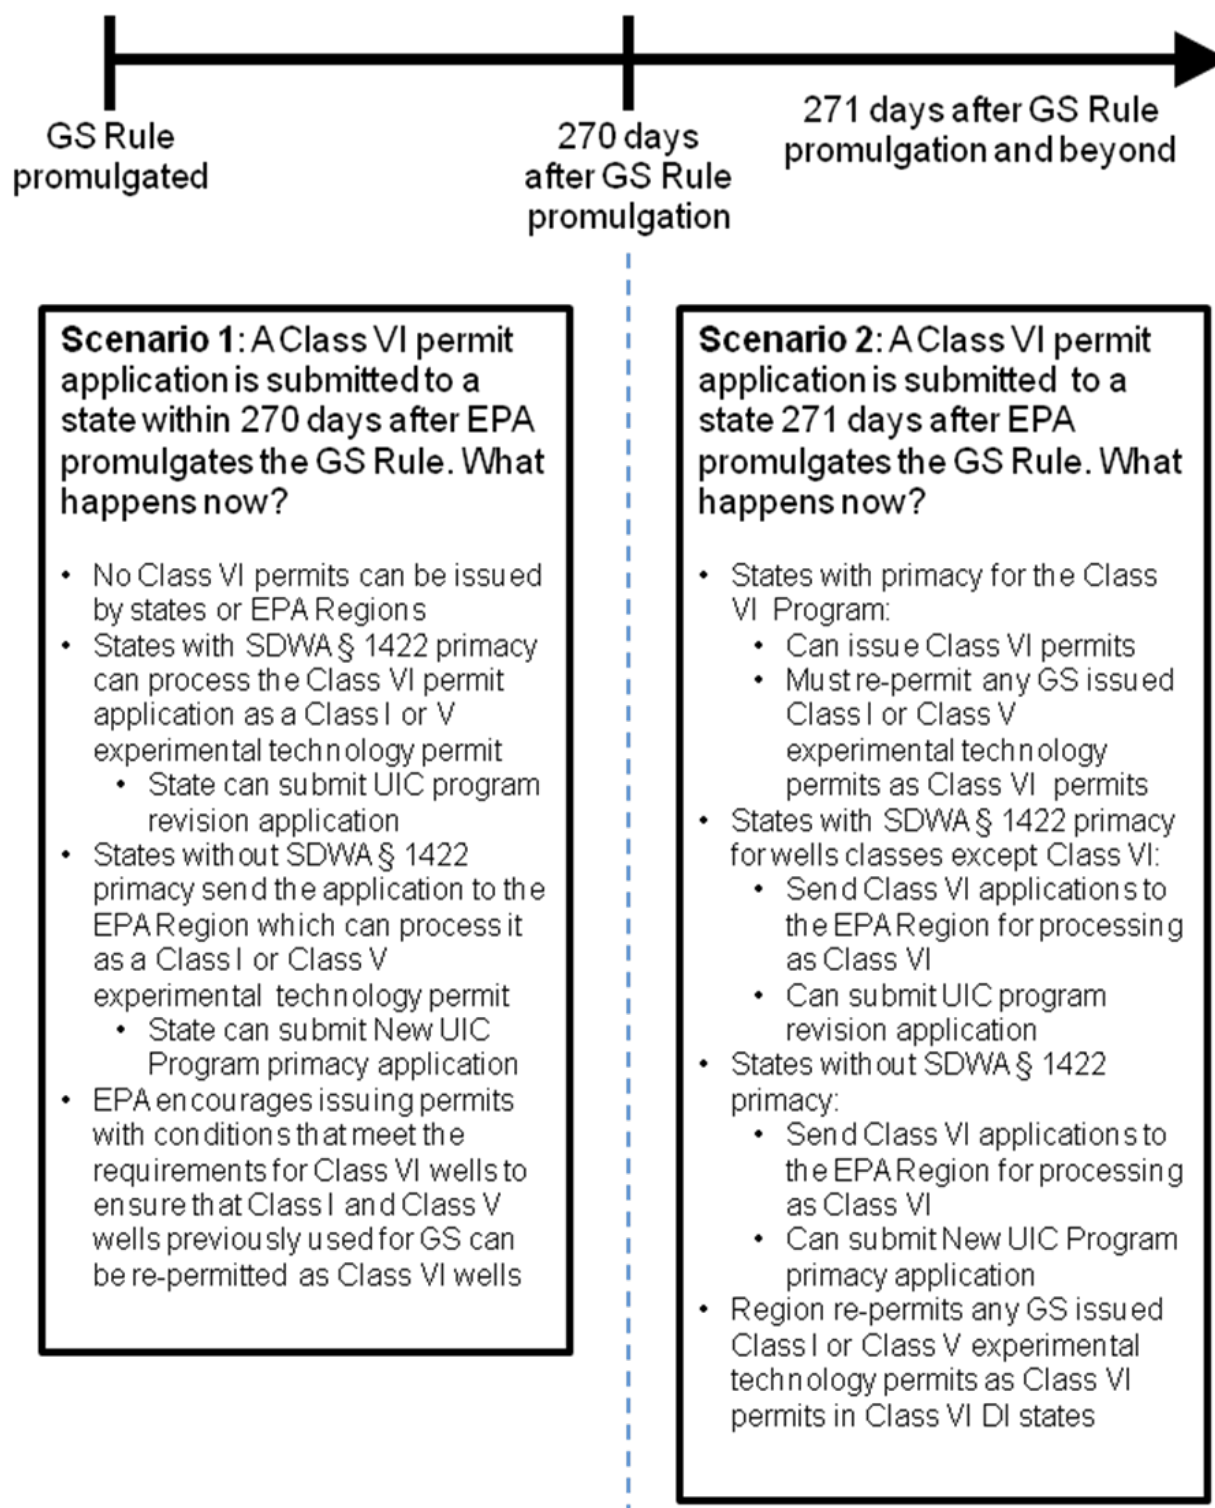 GS Rule
promulgated
270 days
after GS Rule
promulgation
271 days after GS Rule
promulgation and beyond
Scenario 1: A Class VI permit
application is submitted to a
state within 270 days after EPA
promulgates the GS Rule. What
happens now?
• No Class VI permits can be issued
by states or EPA Regions
• States with SDWA § 1422 primacy
can process the Class VI permit
application as a Class I or V
experimental technology permit
• State can submit UIC program
revision application
• States without SDWA § 1422
primacy send the application to the
EPA Region which can process it
as a Class I or Class V
experimental technology permit
• State can submit New UIC
Program primacy application
• EPA encourages issuing permits
with conditions that meet the
requirements for Class VI wells to
ensure that Class I and Class V
wells previously used for GS can
be re-permitted as Class VI wells
Scenario 2: A Class VI permit
application is submitted to a
state 271 days after EPA
promulgates the GS Rule. What
happens now?
• States with primacy for the Class
VI Program:
• Can issue Class VI permits
• Must re-permit any GS issued
Class I or Class V
experimental technology
permits as Class VI permits
• States with SDWA § 1422 primacy
for wells classes except Class VI:
• Send Class VI applications to
the EPA Region for processing
as Class VI
• Can submit UIC program
revision application
• States without SDWA § 1422
primacy:
• Send Class VI applications to
the EPA Region for processing
as Class VI
• Can submit New UIC Program
primacy application
• Region re-permits any GS issued
Class I or Class V experimental
technology permits as Class VI
permits in Class VI DI states